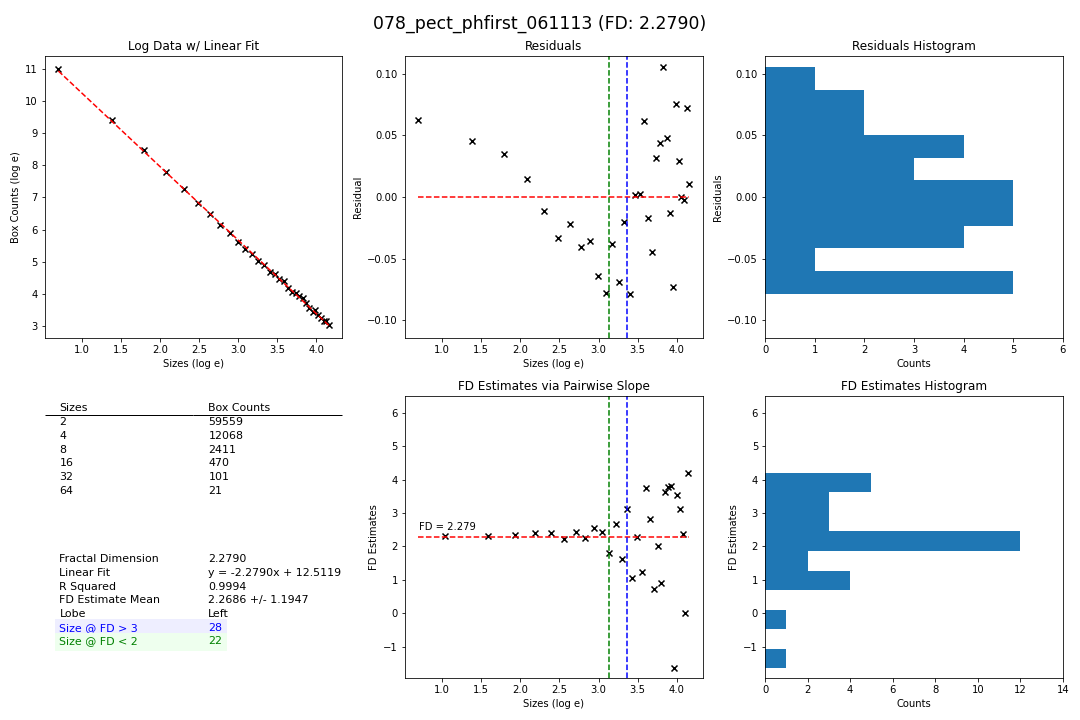 078_pect_phfirst_061113 (FD: 2.2790)
Log Data w/ Linear Fit
Box Counts (log e)
11
10
9
8
7
6
5
4
3
1.0 1.5 2.0 2.5 3.0 3.5 4.0
Sizes (log e)
Residuals
Residual
0.10
0.05
0.00
−0.05
−0.10
1.0 1.5 2.0 2.5 3.0 3.5 4.0
Sizes (log e)
Residuals Histogram
Residuals
0.10
0.05
0.00
−0.05
−0.10
0 1 2 3 4 5 6
Counts
Sizes Box Counts
2 59559
4 12068
8 2411
16 470
32 101
64 21
Fractal Dimension 2.2790
Linear Fit y = -2.2790x + 12.5119
R Squared 0.9994
FD Estimate Mean 2.2686 +/- 1.1947
Lobe Left
Size @ FD > 3 28
Size @ FD < 2 22
FD Estimates via Pairwise Slope
FD Estimates
6
5
4
3
2
1
0
−1
FD = 2.279
1.0 1.5 2.0 2.5 3.0 3.5 4.0
Sizes (log e)
FD Estimates Histogram
FD Estimates
6
5
4
3
2
1
0
−1
0 2 4 6 8 10 12 14
Counts